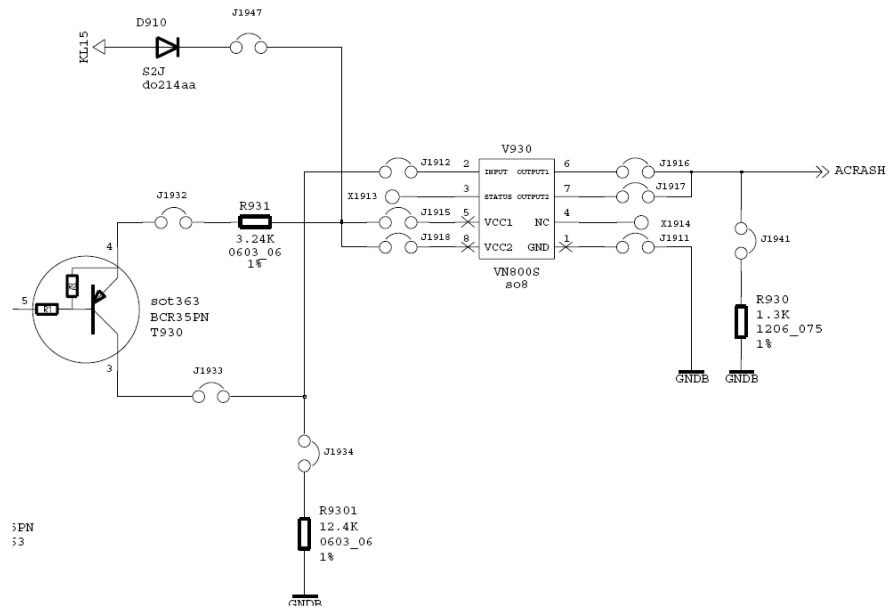 J1947
D910
KL15
S2J
do214aa
V930
J1912
2
INPUT
OUTPUT1
6
J1916
ACRASH
X1913
3
STATUS
OUTPUT2
7
J1917
J1932
R931
J1915
5
VCC1
NC
4
X1914
3.24K
0603_06
1%
J1918
8
VCC2
GND
1
J1911
J1941
4
VN800S
so8
R2
5
R1
sot363
BCR35PN
T930
R930
1.3K
1206_075
1%
3
J1933
GNDB
GNDB
J1934
R9301
12.4K
0603_06
1%
5PN
53
GNDB